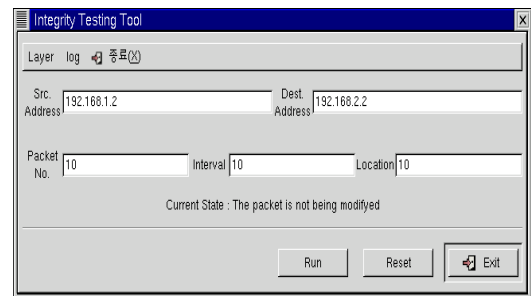 Integrity Testing Tool
Layer log 종료(X)
Src. Address 192.168.1.2 Dest. Address 192.168.2.2
Packet No. 10 Interval 10 Location 10
Current State : The packet is not being modifyed
Run Reset Exit